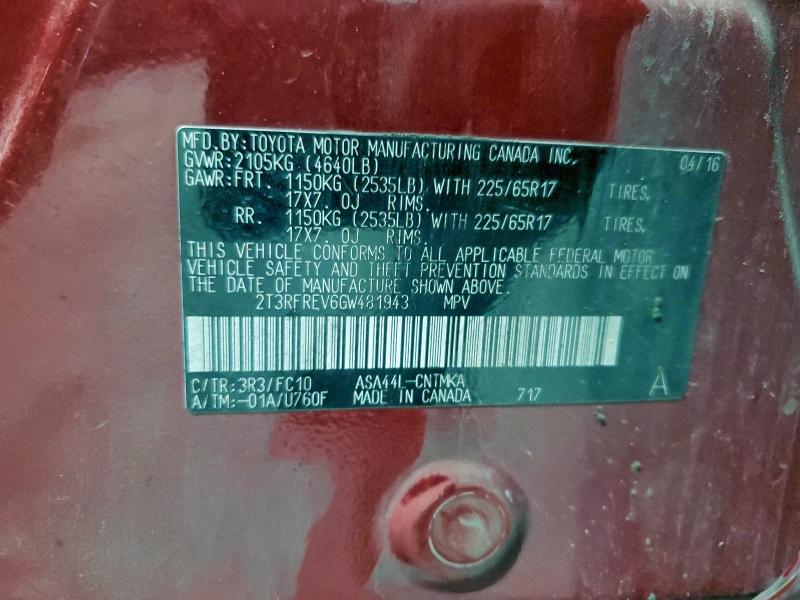 MFD.BY:TOYOTA MOTOR MANUFACTURING CANADA INC. 04/16
GVWR:2105KG (4640LB)
GAWR:FRT. 1150KG (2535LB) WITH 225/65R17 TIRES,
17X7.0J RIMS.
RR. 1150KG (2535LB) WITH 225/65R17 TIRES,
17X7.0J RIMS.
THIS VEHICLE CONFORMS TO ALL APPLICABLE FEDERAL MOTOR
VEHICLE SAFETY AND THEFT PREVENTION STANDARDS IN EFFECT ON
THE DATE OF MANUFACTURE SHOWN ABOVE.
2T3RFREV6GW481943 MPV
C/TR:3R3/FC10 ASA44L-CNTMKA
A/TM:-01A/U760F MADE IN CANADA 717 A